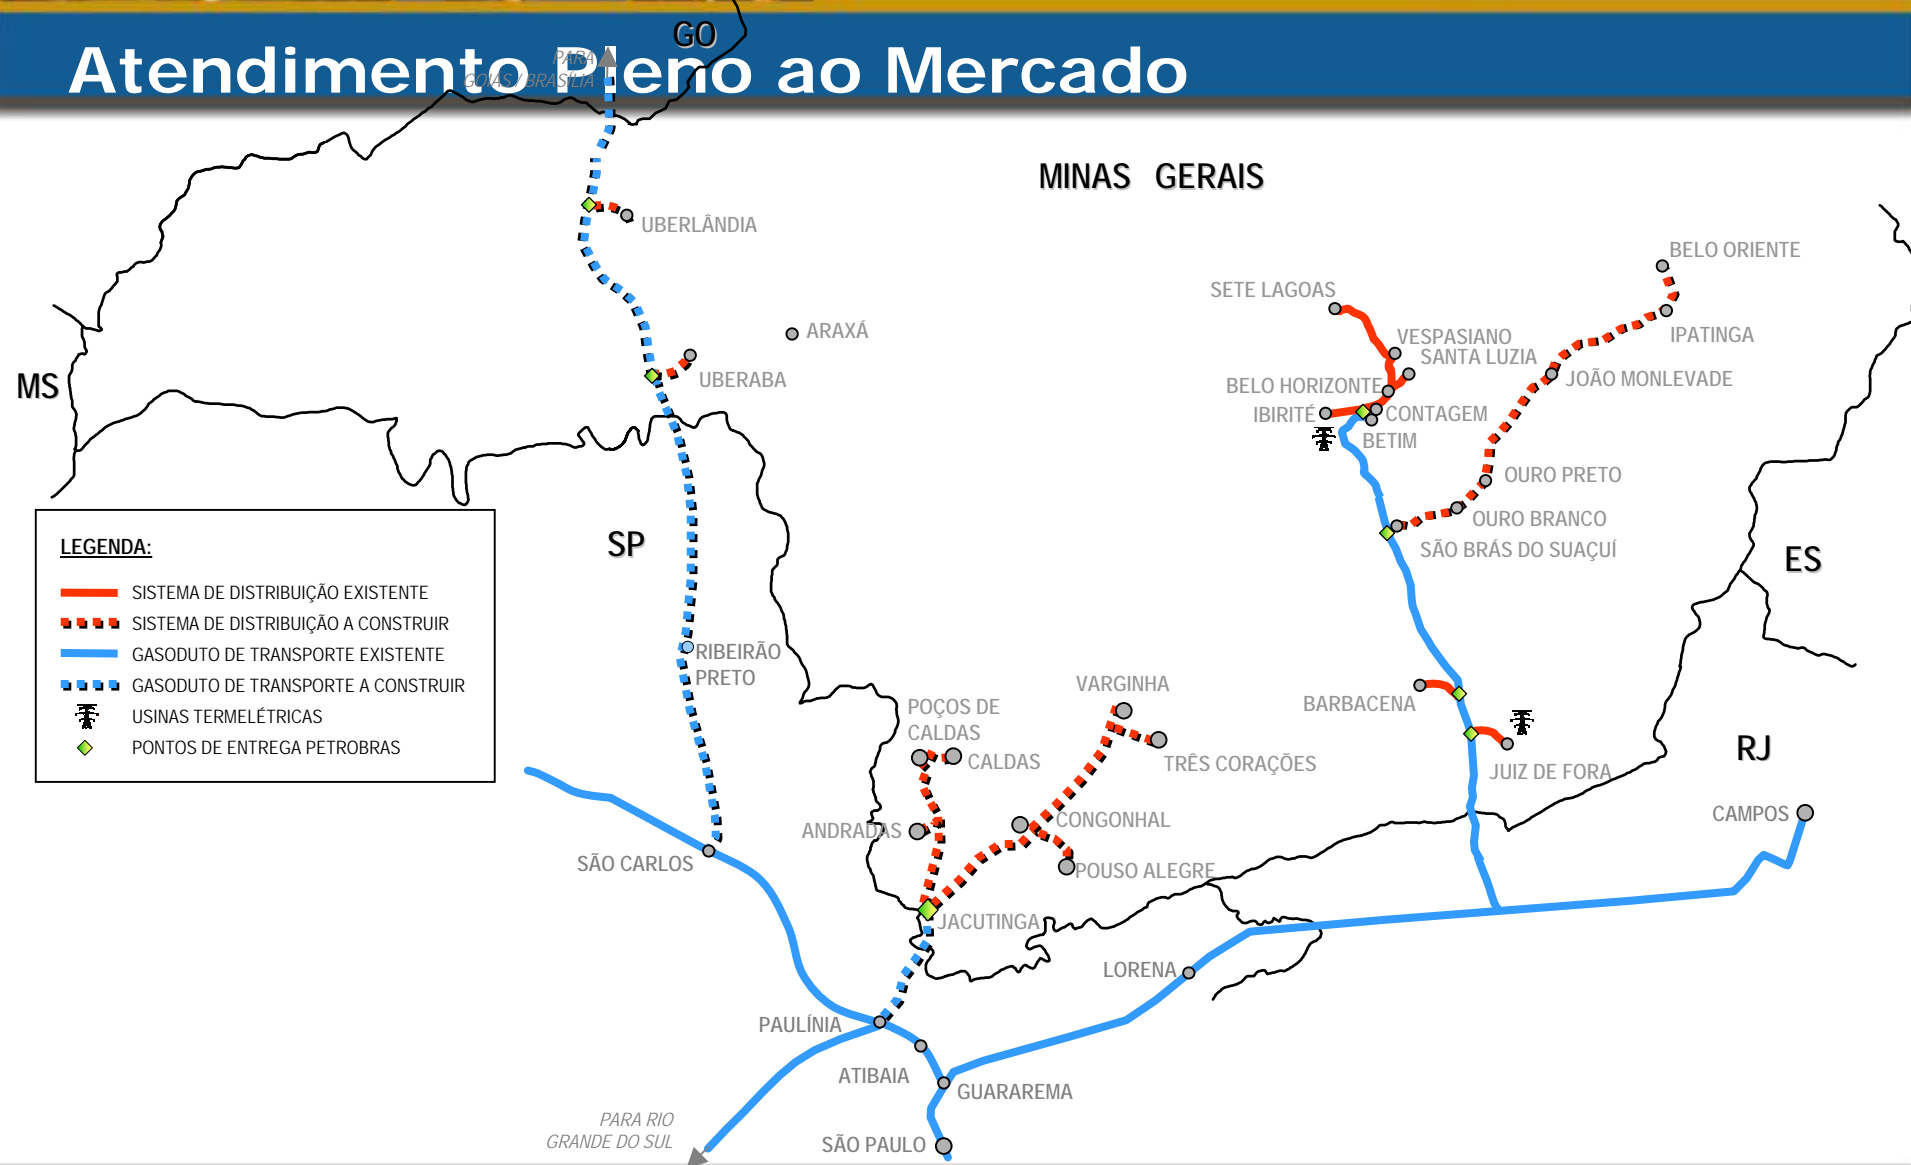 GO
Atendimento Pleno ao Mercado
PARA
GOIÁS / BRASÍLIA
MINAS GERAIS
UBERLÂNDIA
BELO ORIENTE
SETE LAGOAS
ARAXÁ
VESPASIANO
IPATINGA
SANTA LUZIA
MS
UBERABA
BELO HORIZONTE
JOÃO MONLEVADE
IBIRITÉ
CONTAGEM
BETIM
OURO PRETO
OURO BRANCO
SP
SÃO BRÁS DO SUAÇUÍ
ES
LEGENDA:
SISTEMA DE DISTRIBUIÇÃO EXISTENTE
SISTEMA DE DISTRIBUIÇÃO A CONSTRUIR
GASODUTO DE TRANSPORTE EXISTENTE
GASODUTO DE TRANSPORTE A CONSTRUIR
USINAS TERMELÉTRICAS
PONTOS DE ENTREGA PETROBRAS
RIBEIRÃO
PRETO
VARGINHA
POÇOS DE
CALDAS
BARBACENA
CALDAS
TRÊS CORAÇÕES
RJ
JUIZ DE FORA
CAMPOS
ANDRADAS
CONGONHAL
SÃO CARLOS
POUSO ALEGRE
JACUTINGA
LORENA
PAULÍNIA
ATIBAIA
GUARAREMA
PARA RIO
GRANDE DO SUL
SÃO PAULO